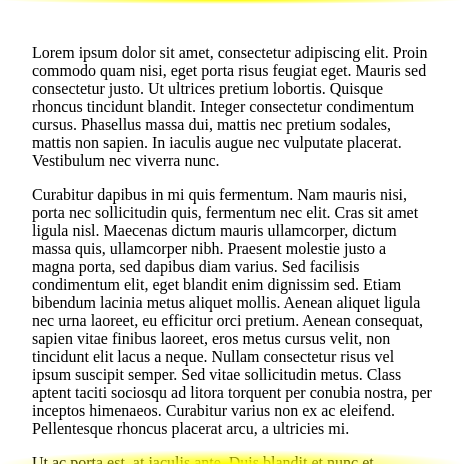 Lorem ipsum dolor sit amet, consectetur adipiscing elit. Proin
commodo quam nisi, eget porta risus feugiat eget. Mauris sed
consectetur justo. Ut ultrices pretium lobortis. Quisque
rhoncus tincidunt blandit. Integer consectetur condimentum
cursus. Phasellus massa dui, mattis nec pretium sodales,
mattis non sapien. In iaculis augue nec vulputate placerat.
Vestibulum nec viverra nunc.
Curabitur dapibus in mi quis fermentum. Nam mauris nisi,
porta nec sollicitudin quis, fermentum nec elit. Cras sit amet
ligula nisl. Maecenas dictum mauris ullamcorper, dictum
massa quis, ullamcorper nibh. Praesent molestie justo a
magna porta, sed dapibus diam varius. Sed facilisis
condimentum elit, eget blandit enim dignissim sed. Etiam
bibendum lacinia metus aliquet mollis. Aenean aliquet ligula
nec urna laoreet, eu efficitur orci pretium. Aenean consequat,
sapien vitae finibus laoreet, eros metus cursus velit, non
tincidunt elit lacus a neque. Nullam consectetur risus vel
ipsum suscipit semper. Sed vitae sollicitudin metus. Class
aptent taciti sociosqu ad litora torquent per conubia nostra, per
inceptos himenaeos. Curabitur varius non ex ac eleifend.
Pellentesque rhoncus placerat arcu, a ultricies mi.
Ut ac porta est, at iaculis ante. Duis blandit et nunc et